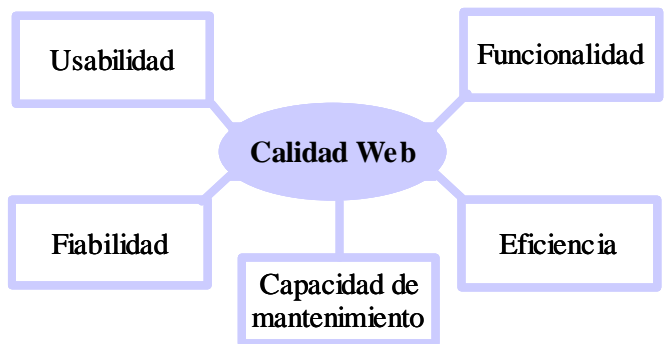 Usabilidad
Funcionalidad
Calidad Web
Fiabilidad
Eficiencia
Capacidad de
mantenimiento